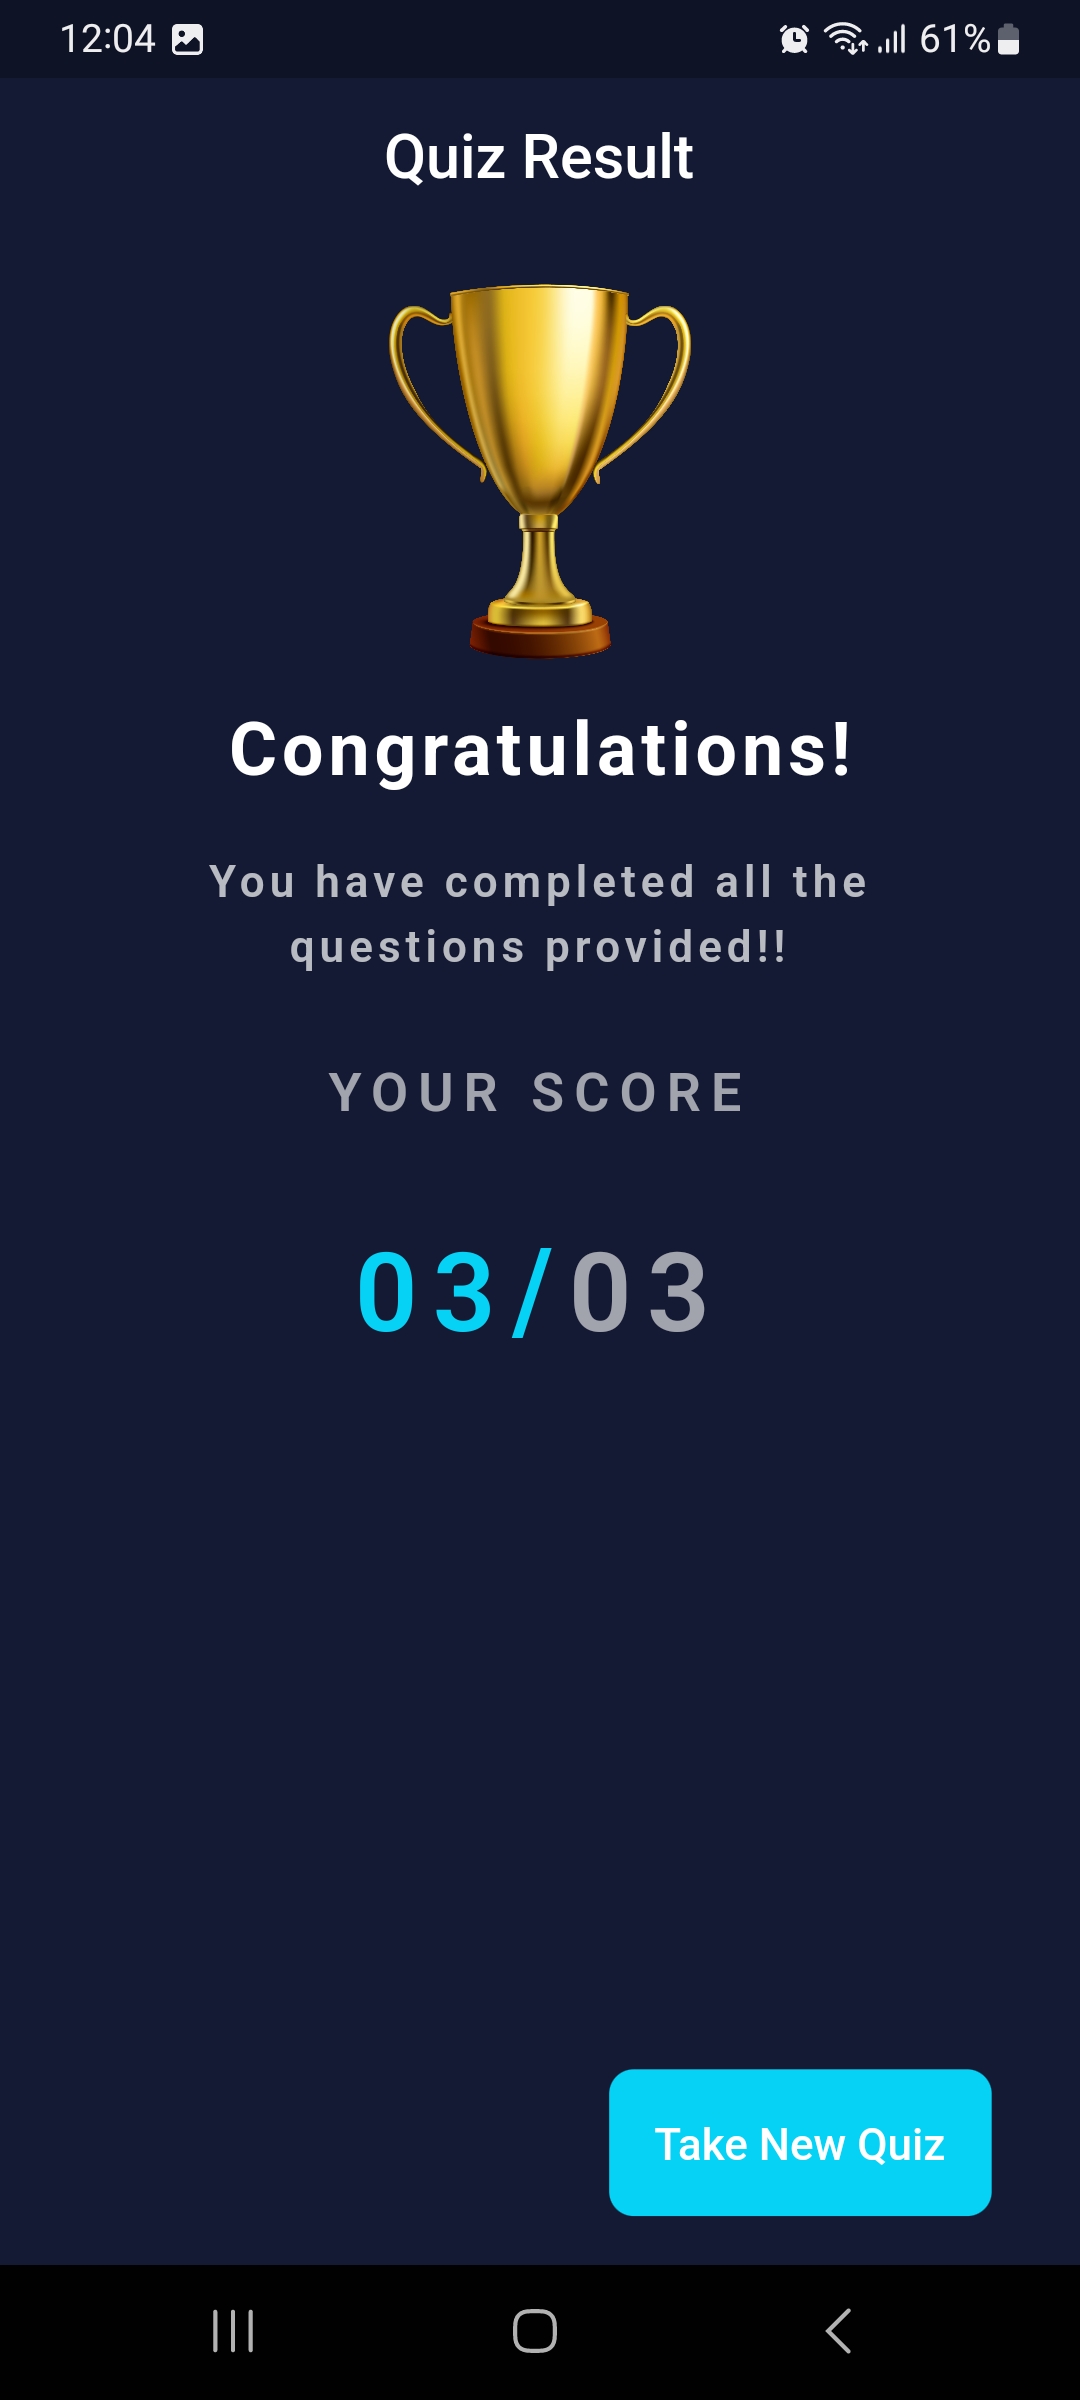 12:04 61%
Quiz Result
Congratulations!
You have completed all the
questions provided!!
YOUR SCORE
03/03
Take New Quiz